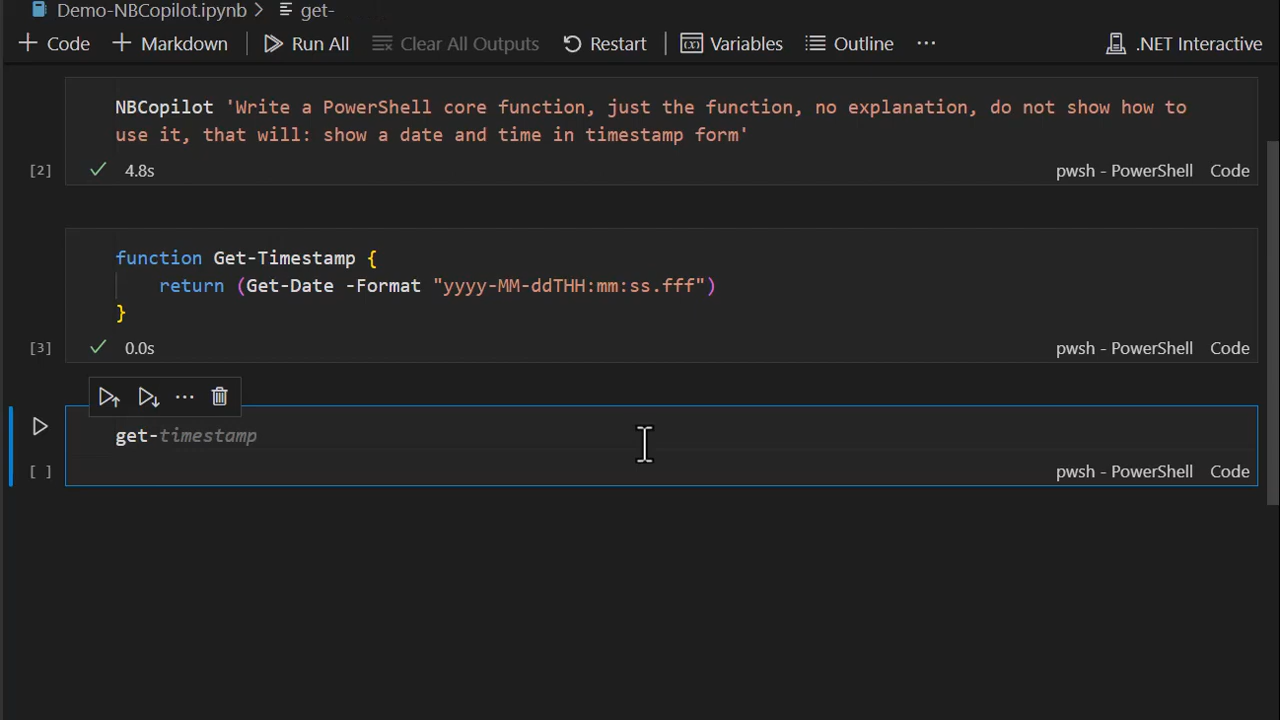 Demo-NBCopilot.ipynb > get-
+ Code + Markdown Run All Clear All Outputs Restart (x) Variables Outline ... .NET Interactive
NBCopilot 'Write a PowerShell core function, just the function, no explanation, do not show how to
use it, that will: show a date and time in timestamp form'
[2] ✓ 4.8s pwsh - PowerShell Code
function Get-Timestamp {
return (Get-Date -Format "yyyy-MM-ddTHH:mm:ss.fff")
}
[3] ✓ 0.0s pwsh - PowerShell Code
get-timestamp
[ ] pwsh - PowerShell Code